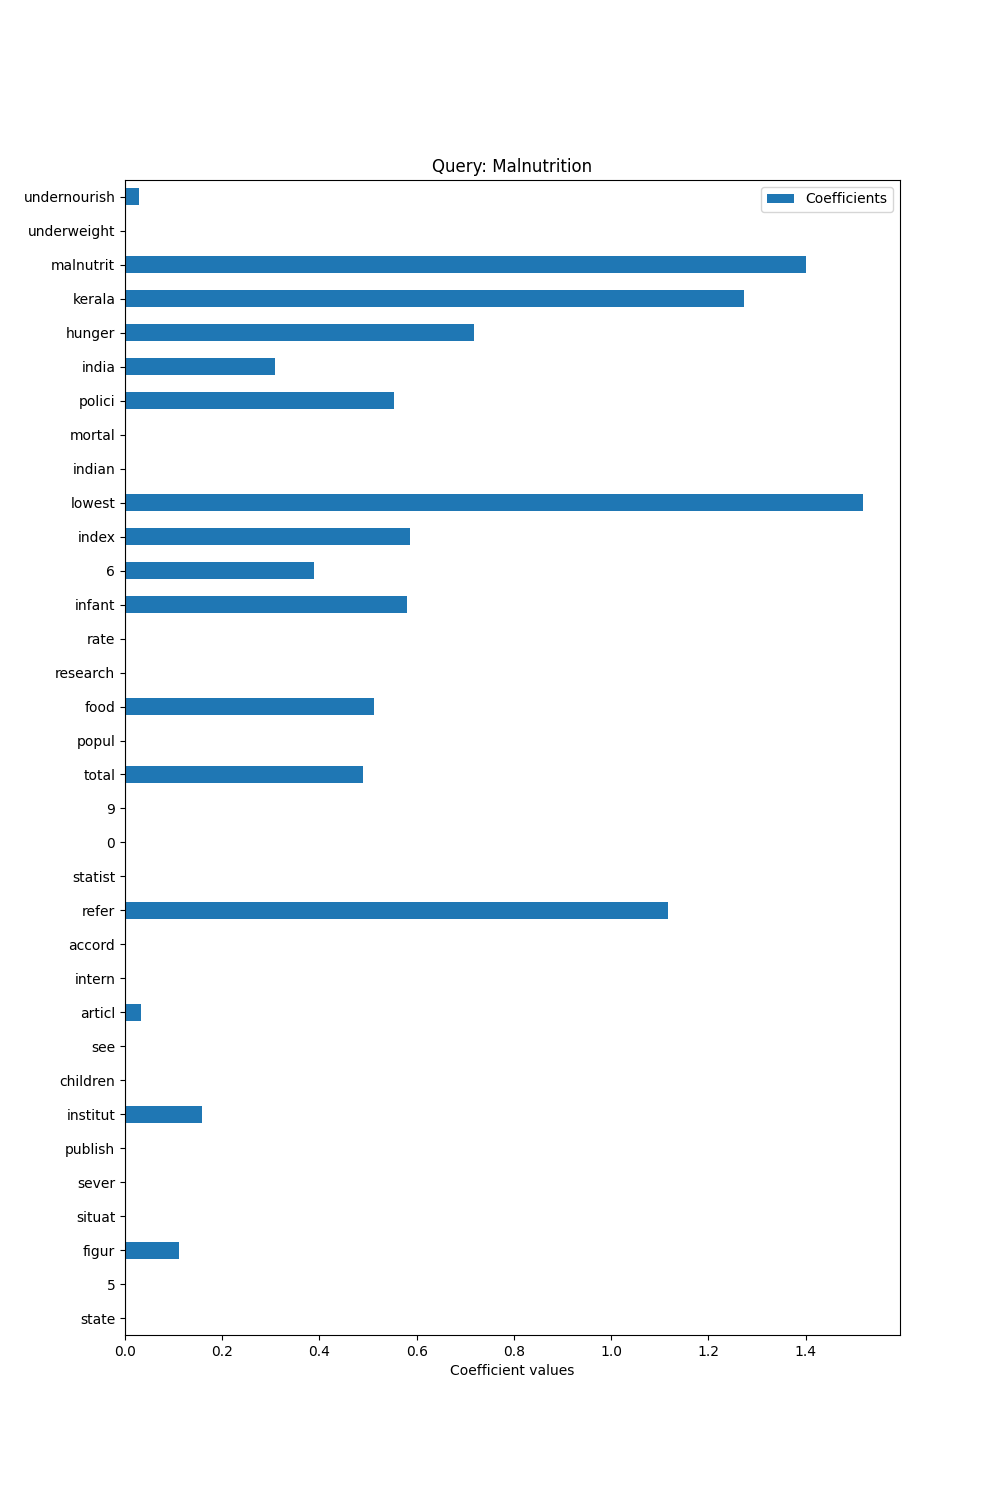 Query: Malnutrition
Coefficients
undernourish
underweight
malnutrit
kerala
hunger
india
polici
mortal
indian
lowest
index
6
infant
rate
research
food
popul
total
9
0
statist
refer
accord
intern
articl
see
children
institut
publish
sever
situat
figur
5
state
0.0 0.2 0.4 0.6 0.8 1.0 1.2 1.4
Coefficient values